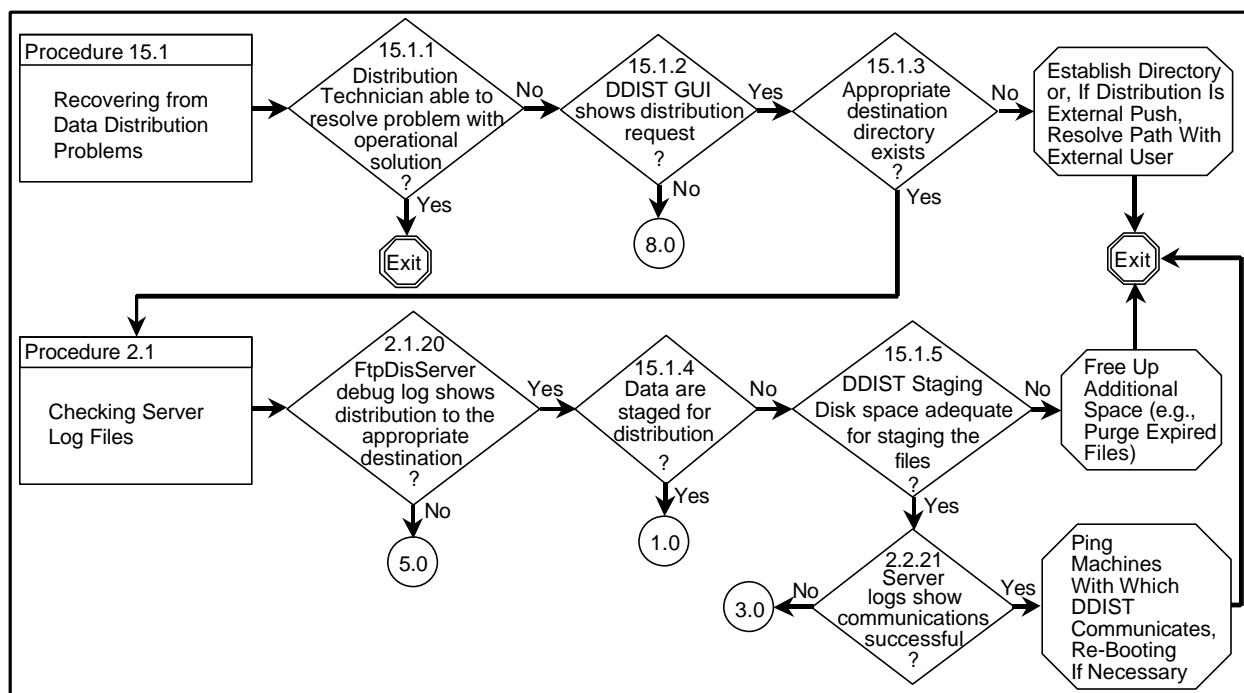 Procedure 15.1
Recovering from
Data Distribution
Problems
15.1.1
Distribution
Technician able to
resolve problem with
operational
solution
?
No
Yes
Exit
15.1.2
DDIST GUI
shows distribution
request
?
Yes
No
8.0
15.1.3
Appropriate
destination
directory
exists
?
No
Yes
Establish Directory
or, If Distribution Is
External Push,
Resolve Path With
External User
Exit
Procedure 2.1
Checking Server
Log Files
2.1.20
FtpDisServer
debug log shows
distribution to the
appropriate
destination
?
Yes
No
5.0
15.1.4
Data are
staged for
distribution
?
No
Yes
1.0
15.1.5
DDIST Staging
Disk space adequate
for staging the
files
?
No
Yes
Free Up
Additional
Space (e.g.,
Purge Expired
Files)
2.2.21
Server
logs show
communications
successful
?
No
3.0
Yes
Ping
Machines
With Which
DDIST
Communicates,
Re-Booting
If Necessary